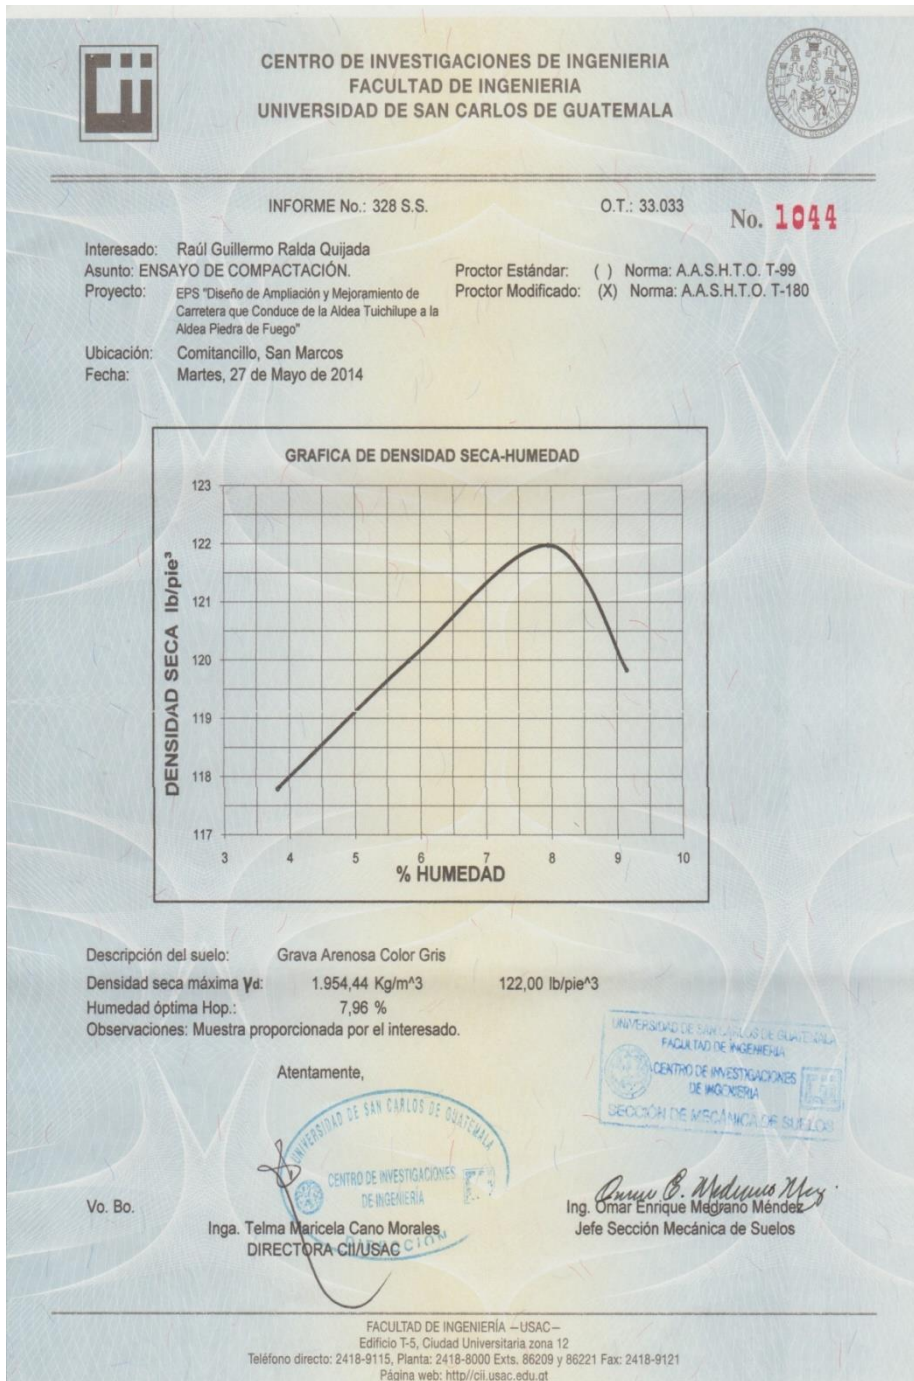 CENTRO DE INVESTIGACIONES DE INGENIERIA
FACULTAD DE INGENIERIA
UNIVERSIDAD DE SAN CARLOS DE GUATEMALA
INFORME No.: 328 S.S.
O.T.: 33.033
No. 1044
Interesado: Raúl Guillermo Ralda Quijada
Asunto: ENSAYO DE COMPACTACIÓN.
Proctor Estándar: ( ) Norma: A.A.S.H.T.O. T-99
Proyecto: EPS "Diseño de Ampliación y Mejoramiento de
Proctor Modificado: (X) Norma: A.A.S.H.T.O. T-180
Carretera que Conduce de la Aldea Tuichilupe a la
Aldea Piedra de Fuego"
Ubicación: Comitancillo, San Marcos
Fecha: Martes, 27 de Mayo de 2014
GRAFICA DE DENSIDAD SECA-HUMEDAD
DENSIDAD SECA lb/pie³
123
122
121
120
119
118
117
3 4 5 6 7 8 9 10
% HUMEDAD
Descripción del suelo: Grava Arenosa Color Gris
Densidad seca máxima γd: 1.954,44 Kg/m^3 122,00 lb/pie^3
Humedad óptima Hop.: 7,96 %
Observaciones: Muestra proporcionada por el interesado.
UNIVERSIDAD DE SAN CARLOS DE GUATEMALA
FACULTAD DE INGENIERIA
CENTRO DE INVESTIGACIONES
DE INGENIERIA
SECCIÓN DE MECÁNICA DE SUELOS
Atentamente,
UNIVERSIDAD DE SAN CARLOS DE GUATEMALA
CENTRO DE INVESTIGACIONES
DE INGENIERÍA
DIRECCION
Vo. Bo.
Inga. Telma Maricela Cano Morales
DIRECTORA CII/USAC
Ing. Omar Enrique Medrano Méndez
Jefe Sección Mecánica de Suelos
FACULTAD DE INGENIERÍA —USAC—
Edificio T-5, Ciudad Universitaria zona 12
Teléfono directo: 2418-9115, Planta: 2418-8000 Exts. 86209 y 86221 Fax: 2418-9121
Página web: http//cii.usac.edu.gt